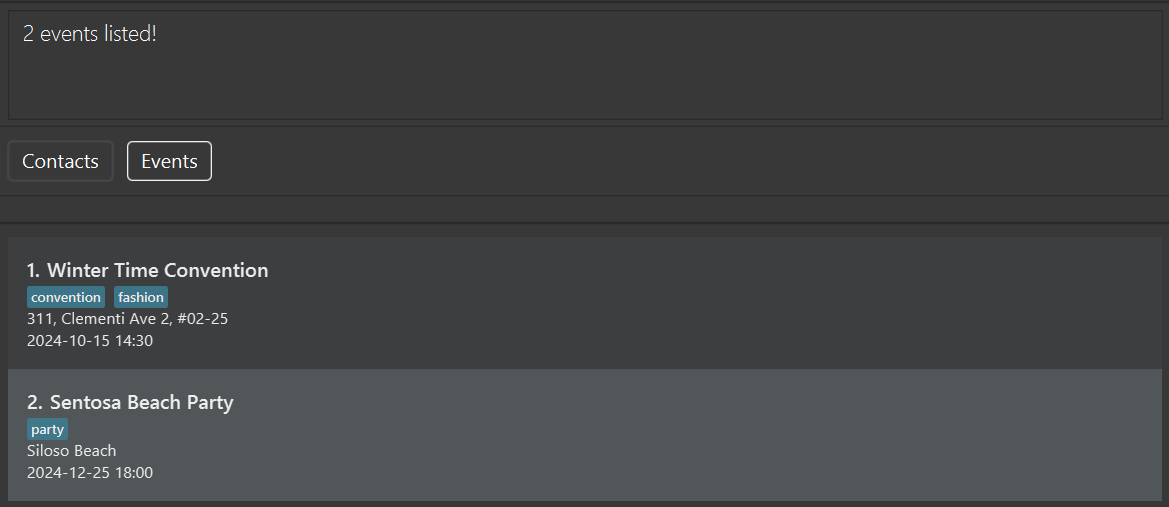 2 events listed!
Contacts Events
1. Winter Time Convention
convention fashion
311, Clementi Ave 2, #02-25
2024-10-15 14:30
2. Sentosa Beach Party
party
Siloso Beach
2024-12-25 18:00